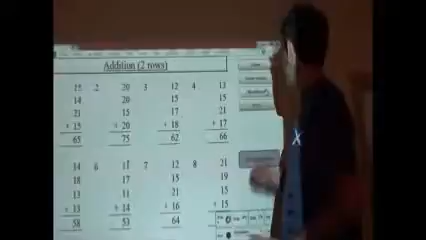 Addition (2 rows)
15 2 20 3 12 4 13
14 20 15 15
21 15 17 21
+ 15 + 20 + 18 + 17
65 75 62 66
14 6 11 7 12 8 21
18 17 15 19
13 11 21 15
+ 13 + 14 + 16 + 15
58 53 64